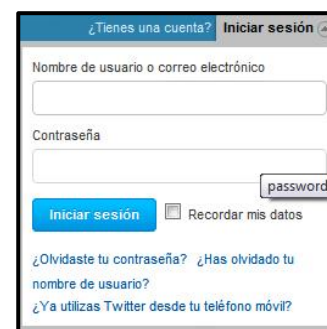 ¿Tienes una cuenta? Iniciar sesión
Nombre de usuario o correo electrónico
Contraseña
password
Iniciar sesión Recordar mis datos
¿Olvidaste tu contraseña? ¿Has olvidado tu
nombre de usuario?
¿Ya utilizas Twitter desde tu teléfono móvil?